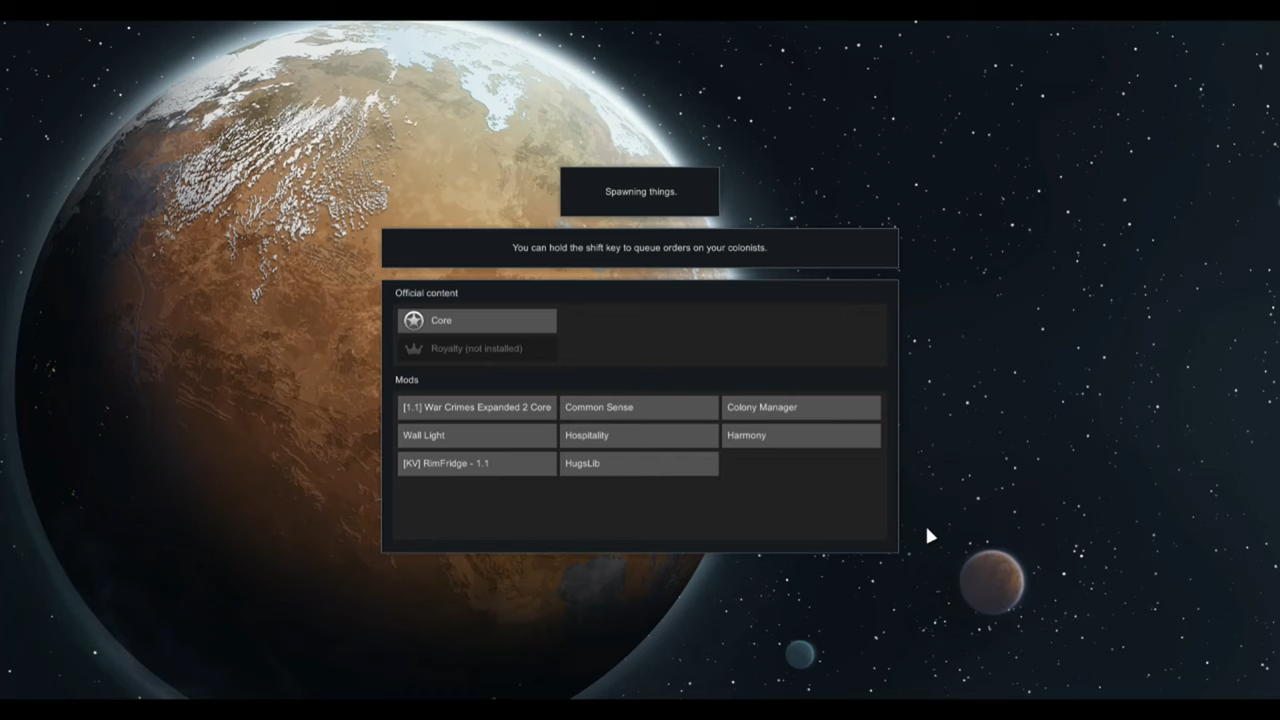 Spawning things.
You can hold the shift key to queue orders on your colonists.
Official content
Core
Royalty (not installed)
Mods
[1.1] War Crimes Expanded 2 Core
Common Sense
Colony Manager
Wall Light
Hospitality
Harmony
[KV] RimFridge - 1.1
HugsLib